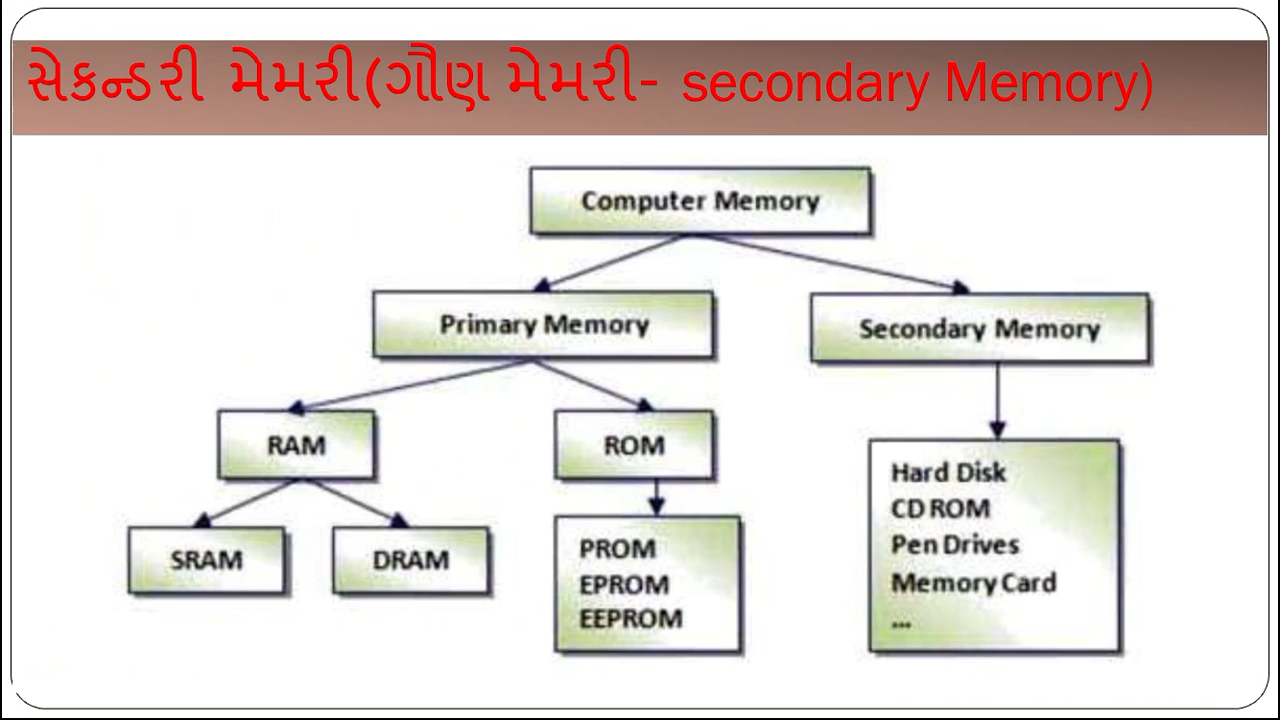 સેકન્ડરી મેમરી(ગૌણ મેમરી- secondary Memory)
Computer Memory
Primary Memory
Secondary Memory
RAM
ROM
SRAM
DRAM
PROM
EPROM
EEPROM
Hard Disk
CD ROM
Pen Drives
Memory Card
...